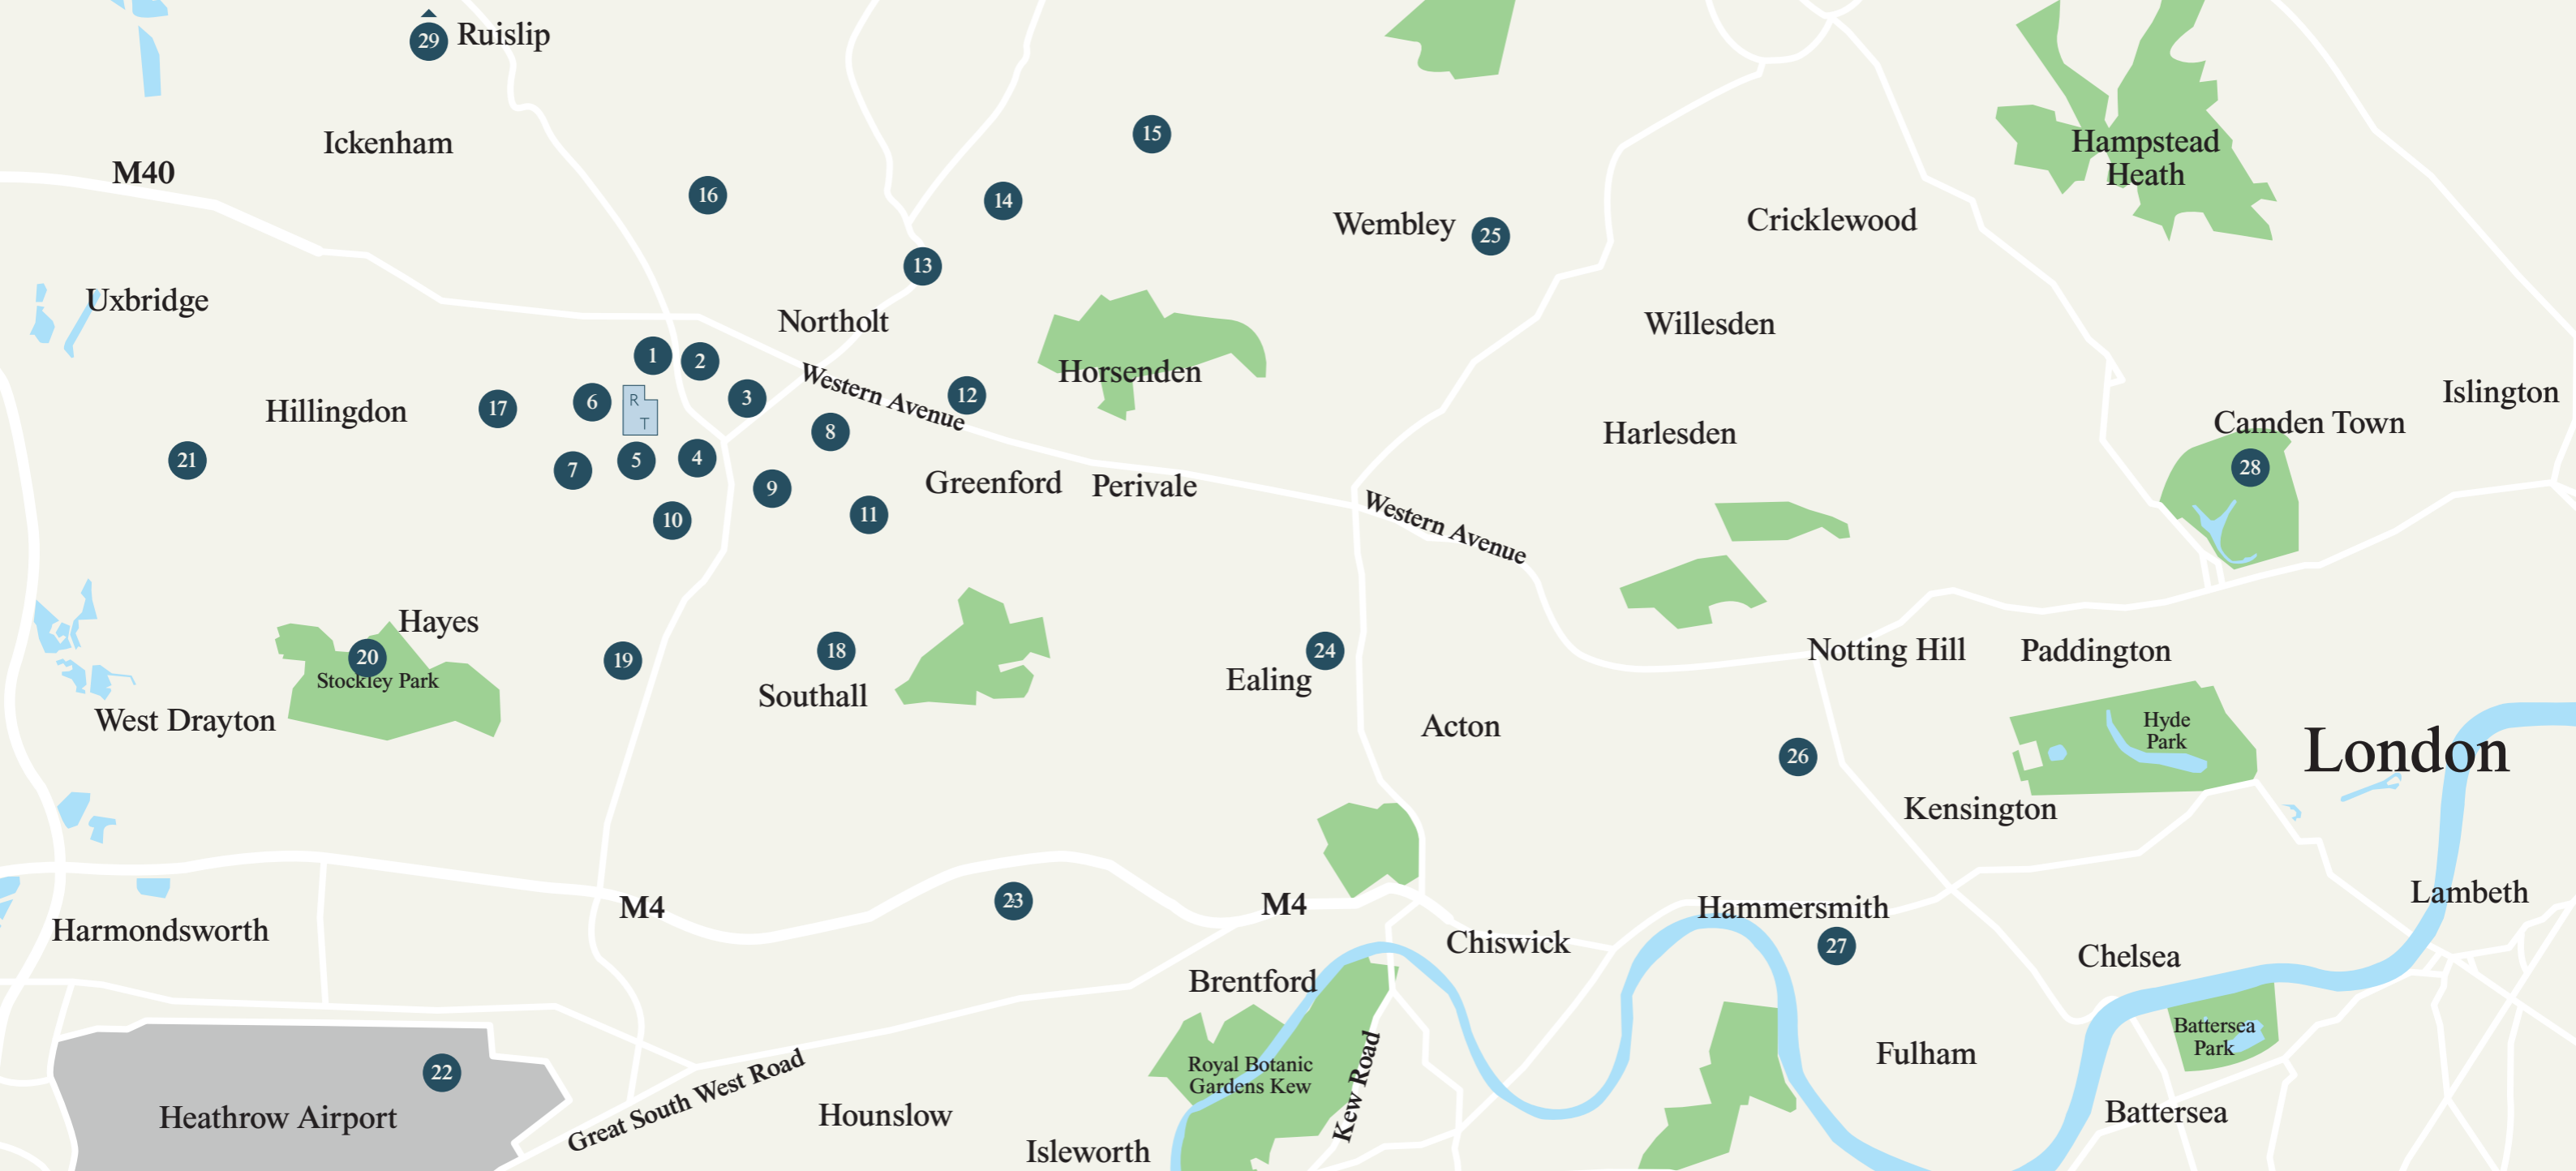 29 Ruislip
Ickenham
15
M40
Hampstead
Heath
16
14
Wembley 25
Cricklewood
13
Uxbridge
Northolt
Willesden
1
2
Western Avenue
Horsenden
Hillingdon
17
6
R
T
3
12
Islington
8
Harlesden
Camden Town
21
7
5
4
28
9
Greenford
Perivale
10
11
Western Avenue
Hayes
20
Stockley Park
19
18
Southall
24
Ealing
Notting Hill
Paddington
West Drayton
Acton
Hyde
Park
London
26
Kensington
M4
23
M4
Hammersmith
Lambeth
Harmondsworth
Chiswick
27
Chelsea
Brentford
22
Heathrow Airport
Great South West Road
Hounslow
Royal Botanic
Gardens Kew
Kew Road
Fulham
Battersea
Park
Battersea
Isleworth